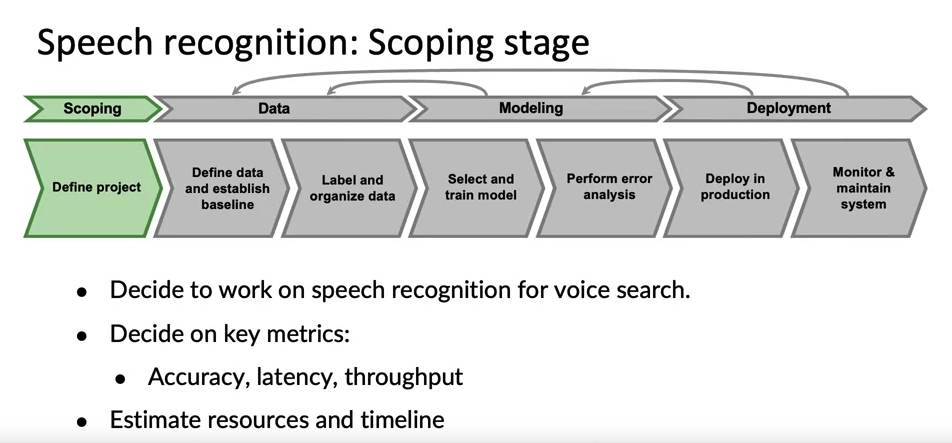 Speech recognition: Scoping stage
Scoping
Data
Modeling
Deployment
Define project
Define data
and establish
baseline
Label and
organize data
Select and
train model
Perform error
analysis
Deploy in
production
Monitor &
maintain
system
• Decide to work on speech recognition for voice search.
• Decide on key metrics:
• Accuracy, latency, throughput
• Estimate resources and timeline